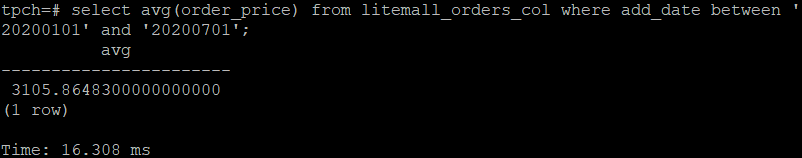 tpch=# select avg(order_price) from litemall_orders_col where add_date between '
20200101' and '20200701';
avg
-----------------------
3105.8648300000000000
(1 row)
Time: 16.308 ms